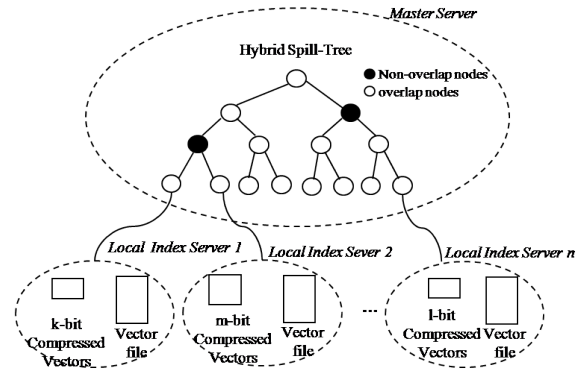 Master Server
Hybrid Spill-Tree
Non-overlap nodes
overlap nodes
Local Index Server 1
Local Index Sever 2
Local Index Server n
k-bit
Compressed
Vectors
Vector
file
m-bit
Compressed
Vectors
Vector
file
...
l-bit
Compressed
Vectors
Vector
file